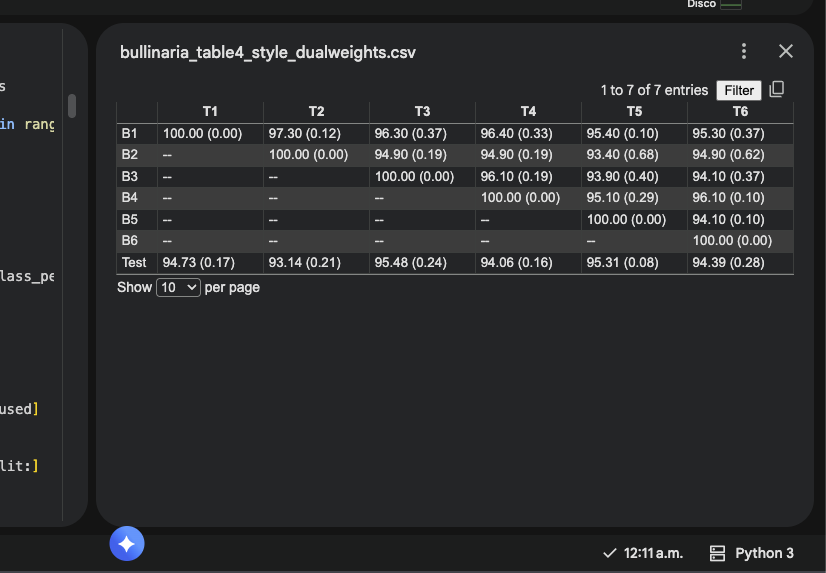 Disco
bullinaria_table4_style_dualweights.csv
s
in rang
1 to 7 of 7 entries Filter
T1 T2 T3 T4 T5 T6
B1 100.00 (0.00) 97.30 (0.12) 96.30 (0.37) 96.40 (0.33) 95.40 (0.10) 95.30 (0.37)
B2 -- 100.00 (0.00) 94.90 (0.19) 94.90 (0.19) 93.40 (0.68) 94.90 (0.62)
B3 -- -- 100.00 (0.00) 96.10 (0.19) 93.90 (0.40) 94.10 (0.37)
B4 -- -- -- 100.00 (0.00) 95.10 (0.29) 96.10 (0.10)
B5 -- -- -- -- 100.00 (0.00) 94.10 (0.10)
B6 -- -- -- -- -- 100.00 (0.00)
Test 94.73 (0.17) 93.14 (0.21) 95.48 (0.24) 94.06 (0.16) 95.31 (0.08) 94.39 (0.28)
lass_pe
Show 10 per page
used]
lit:]
12:11 a.m. Python 3